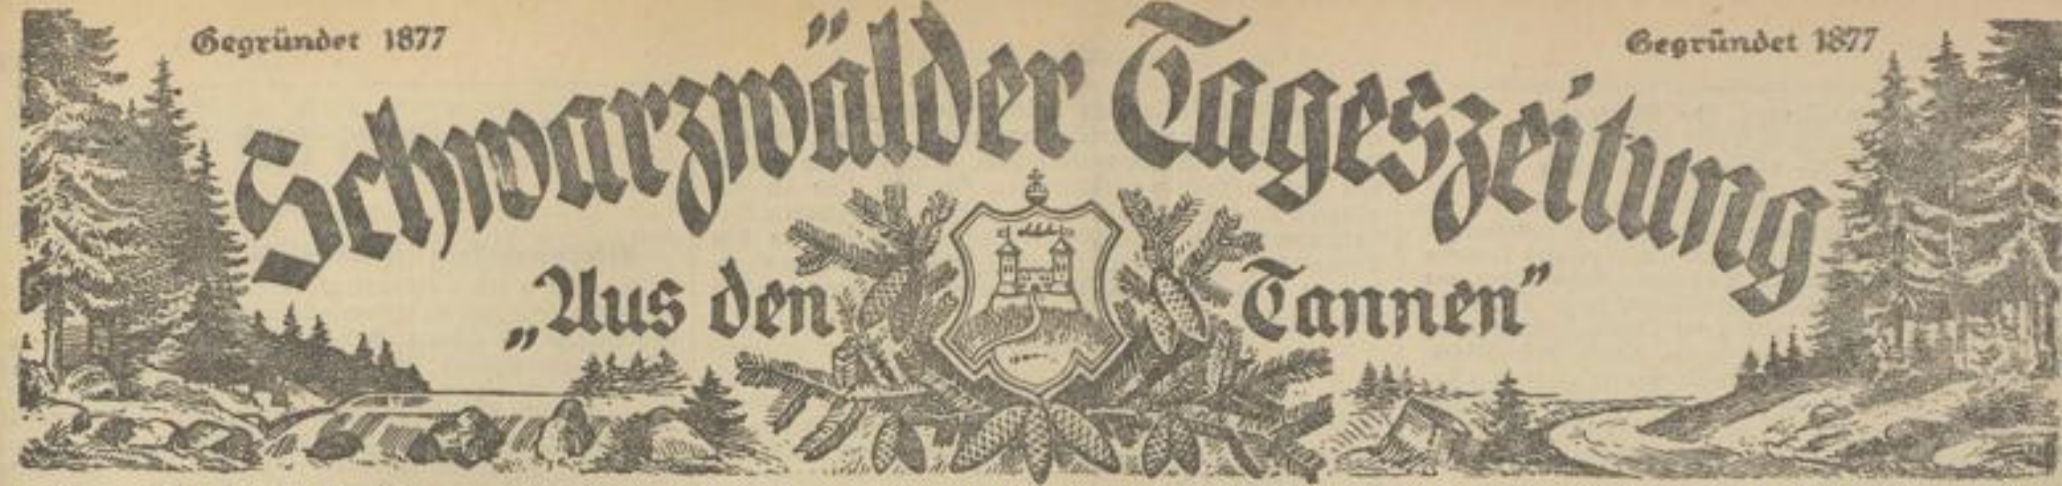 Gegründet 1877
Gegründet 1877
Schwarzwälder Tageszeitung
„Aus den Tannen“